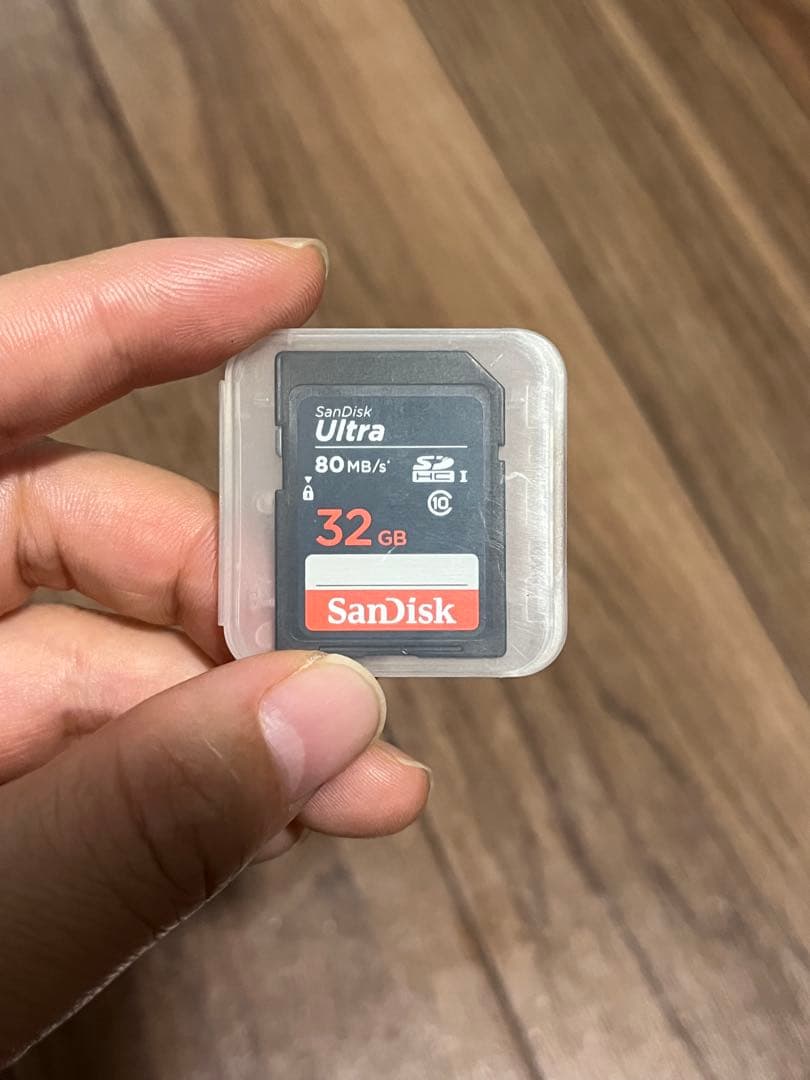 SanDisk
Ultra
80 MB/s*
SD HC I
10
32 GB
SanDisk